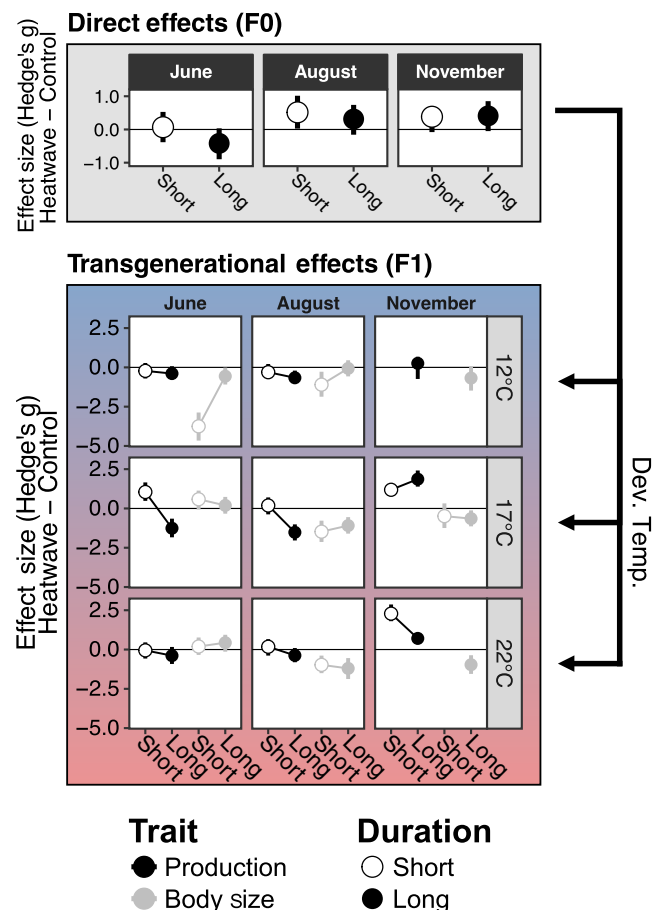 Direct effects (F0)
Effect size (Hedge's g)
Heatwave − Control
June August November
1.0
0.0
−1.0
Short Long Short Long Short Long
Transgenerational effects (F1)
Effect size (Hedge's g)
Heatwave − Control
June August November
2.5
0.0
−2.5
−5.0
12°C
2.5
0.0
−2.5
−5.0
17°C
2.5
0.0
−2.5
−5.0
22°C
Dev. Temp.
Short Long Short Long Short Long Short Long Short Long Short Long
Trait Duration
Production Short
Body size Long